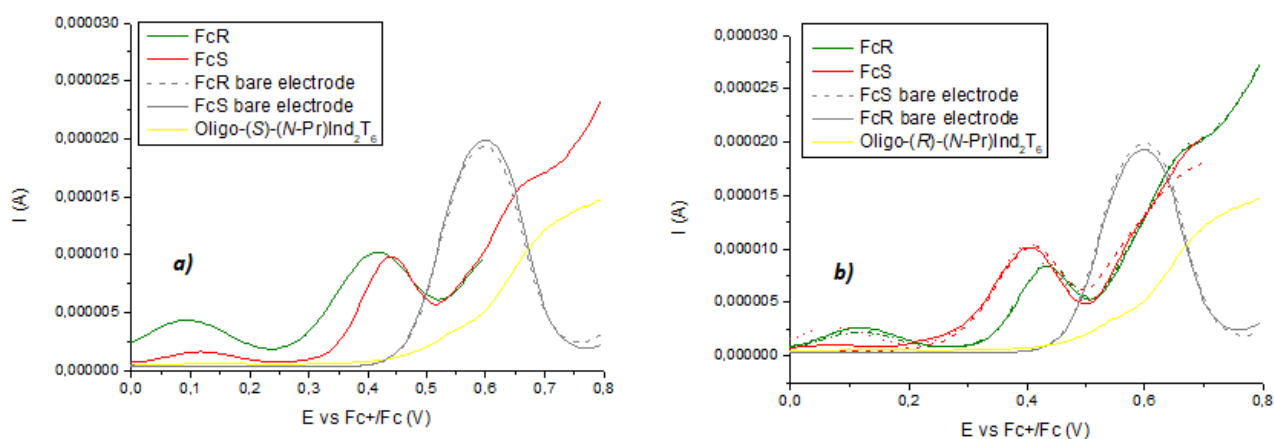 0,000030
0,000025
0,000020
0,000015
0,000010
0,000005
0,000000
I (A)
FcR
FcS
FcR bare electrode
FcS bare electrode
Oligo-(S)-(N-Pr)Ind2T6
a)
0,0 0,1 0,2 0,3 0,4 0,5 0,6 0,7 0,8
E vs Fc+/Fc (V)
0,000030
0,000025
0,000020
0,000015
0,000010
0,000005
0,000000
I (A)
FcR
FcS
FcS bare electrode
FcR bare electrode
Oligo-(R)-(N-Pr)Ind2T6
b)
0,0 0,2 0,4 0,6 0,8
E vs Fc+/Fc (V)